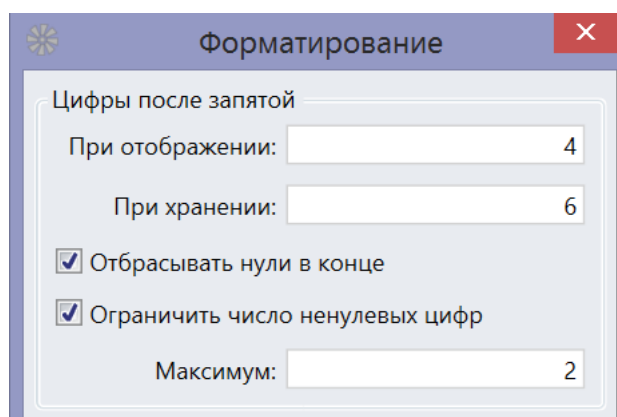 Форматирование
Цифры после запятой
При отображении: 4
При хранении: 6
Отбрасывать нули в конце
Ограничить число ненулевых цифр
Максимум: 2